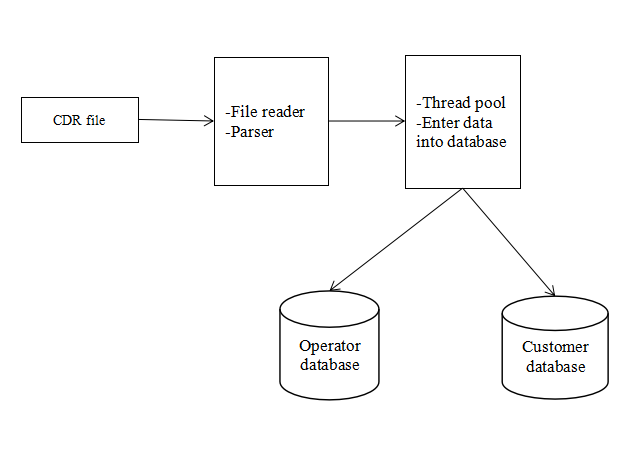 CDR file
-File reader
-Parser
-Thread pool
-Enter data
into database
Operator
database
Customer
database